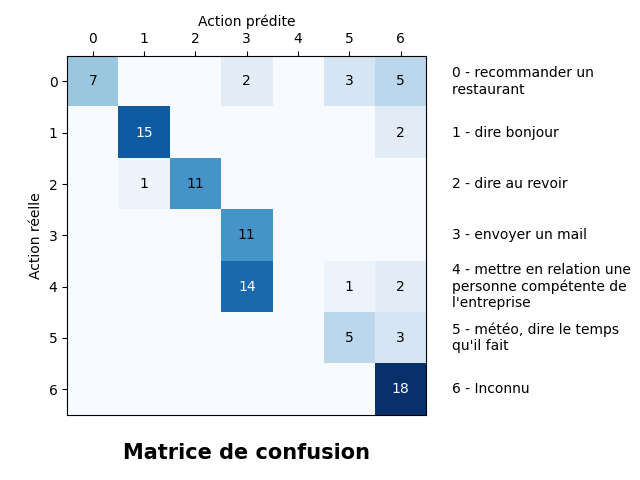 Action prédite
0 1 2 3 4 5 6
Action réelle
0 7 2 3 5
1 15 2
2 1 11
3 11
4 14 1 2
5 5 3
6 18
0 - recommander un
restaurant
1 - dire bonjour
2 - dire au revoir
3 - envoyer un mail
4 - mettre en relation une
personne compétente de
l'entreprise
5 - météo, dire le temps
qu'il fait
6 - Inconnu
Matrice de confusion